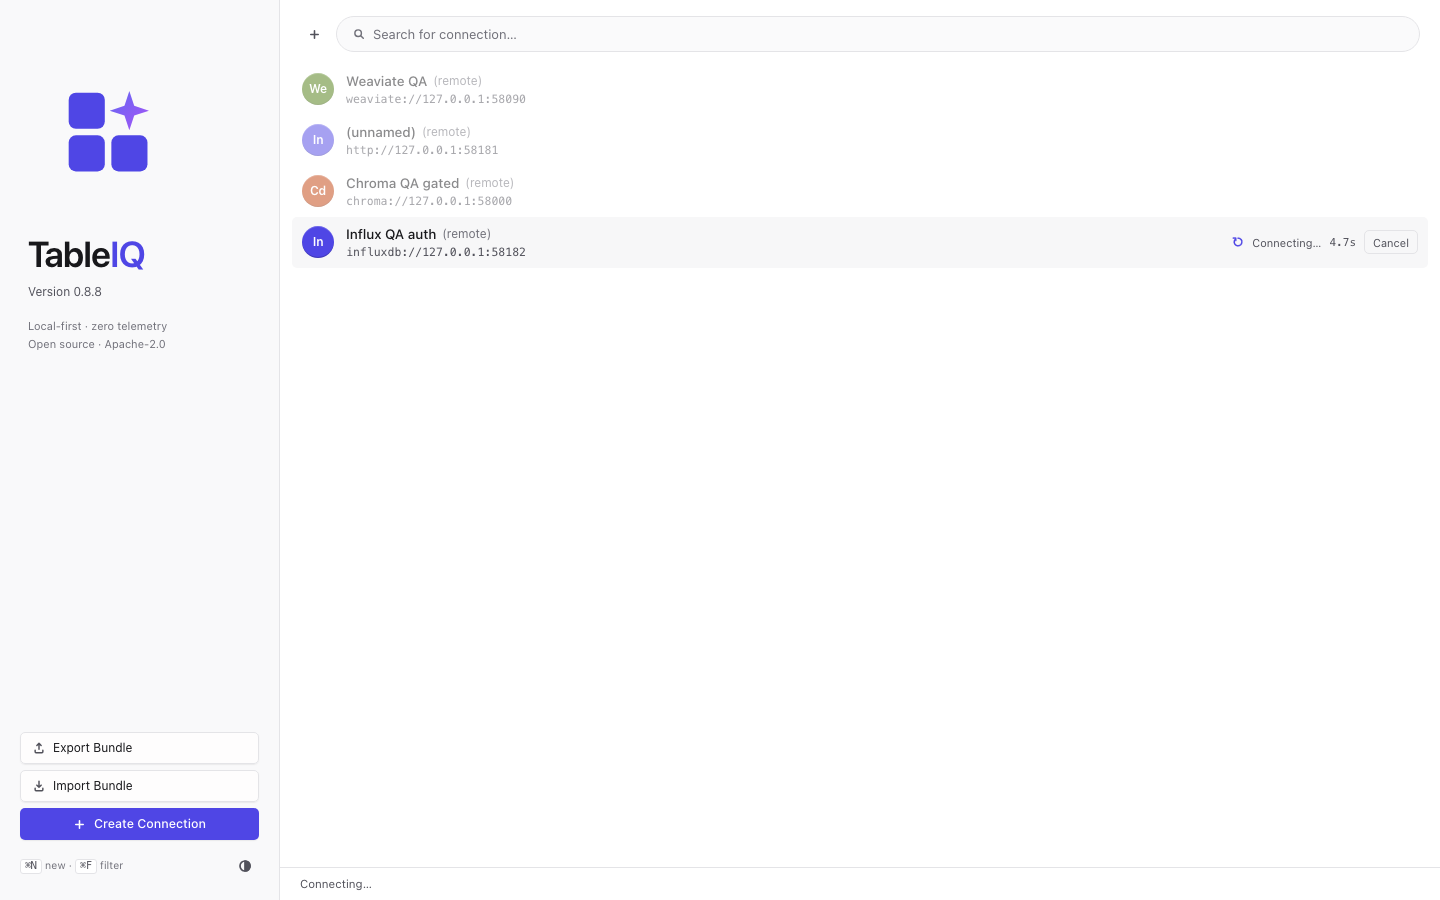 TableIQ
Version 0.8.8
Local-first · zero telemetry
Open source · Apache-2.0
Export Bundle
Import Bundle
+ Create Connection
⌘N new · ⌘F filter
+ Search for connection...
We Weaviate QA (remote)
weaviate://127.0.0.1:58090
In (unnamed) (remote)
http://127.0.0.1:58181
Cd Chroma QA gated (remote)
chroma://127.0.0.1:58000
In Influx QA auth (remote)
influxdb://127.0.0.1:58182
Connecting... 4.7s Cancel
Connecting...